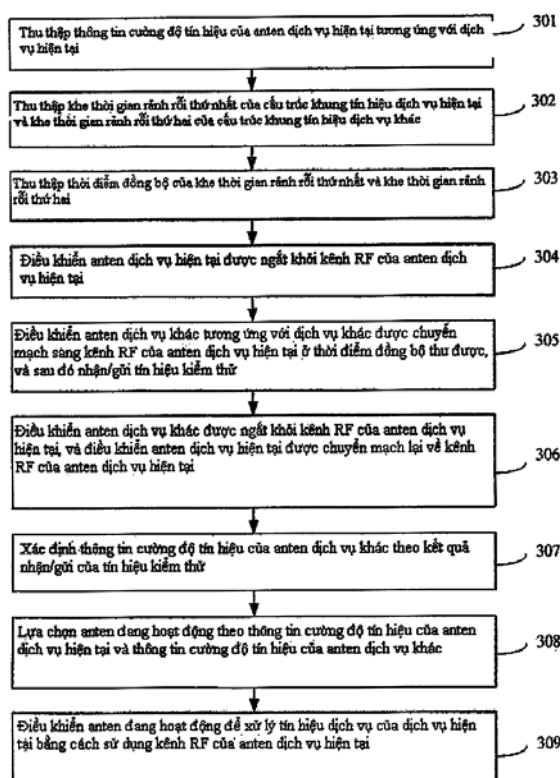 Thu thập thông tin cường độ tín hiệu của anten dịch vụ hiện tại tương ứng với dịch
vụ hiện tại
301
Thu thập khe thời gian rảnh rỗi thứ nhất của cấu trúc khung tín hiệu dịch vụ hiện tại
và khe thời gian rảnh rỗi thứ hai của cấu trúc khung tín hiệu dịch vụ khác
302
Thu thập thời điểm đồng bộ của khe thời gian rảnh rỗi thứ nhất và khe thời gian rảnh
rỗi thứ hai
303
Điều khiển anten dịch vụ hiện tại được ngắt khỏi kênh RF của anten dịch
vụ hiện tại
304
Điều khiển anten dịch vụ khác tương ứng với dịch vụ khác được chuyển
mạch sang kênh RF của anten dịch vụ hiện tại ở thời điểm đồng bộ thu được,
và sau đó nhận/gửi tín hiệu kiểm thử
305
Điều khiển anten dịch vụ khác được ngắt khỏi kênh RF của anten dịch vụ
hiện tại, và điều khiển anten dịch vụ hiện tại được chuyển mạch lại về kênh
RF của anten dịch vụ hiện tại
306
Xác định thông tin cường độ tín hiệu của anten dịch vụ khác theo kết quả
nhận/gửi của tín hiệu kiểm thử
307
Lựa chọn anten đang hoạt động theo thông tin cường độ tín hiệu của anten
dịch vụ hiện tại và thông tin cường độ tín hiệu của anten dịch vụ khác
308
Điều khiển anten đang hoạt động để xử lý tín hiệu dịch vụ của dịch vụ hiện
tại bằng cách sử dụng kênh RF của anten dịch vụ hiện tại
309